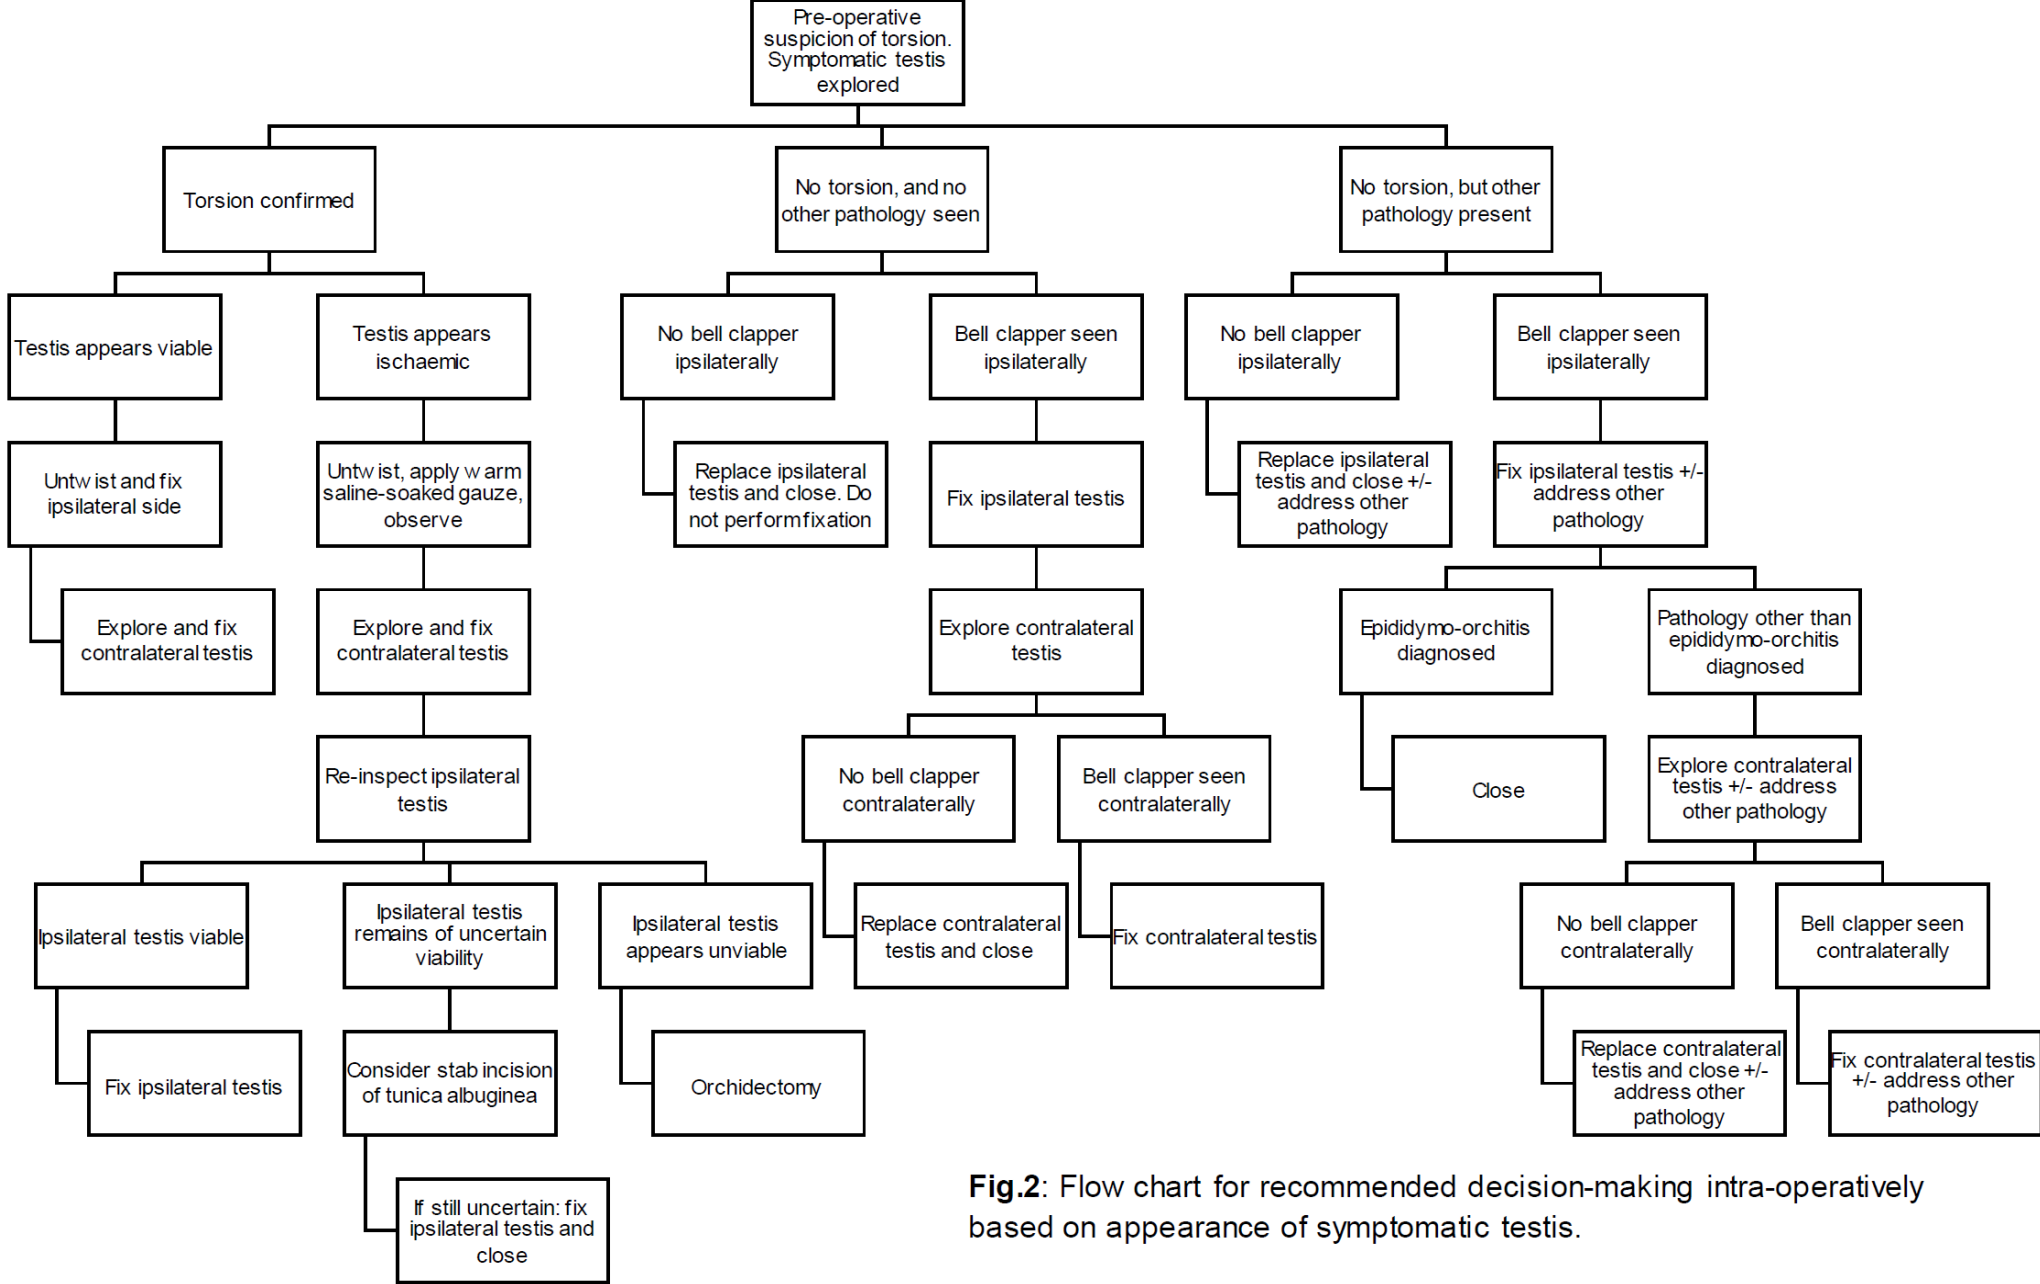 Pre-operative
suspicion of torsion.
Symptomatic testis
explored
Torsion confirmed
No torsion, and no
other pathology seen
No torsion, but other
pathology present
Testis appears viable
Testis appears
ischaemic
No bell clapper
ipsilaterally
Bell clapper seen
ipsilaterally
No bell clapper
ipsilaterally
Bell clapper seen
ipsilaterally
Untwist and fix
ipsilateral side
Untwist, apply warm
saline-soaked gauze,
observe
Replace ipsilateral
testis and close. Do
not perform fixation
Fix ipsilateral testis
Replace ipsilateral
testis and close +/-
address other
pathology
Fix ipsilateral testis +/-
address other
pathology
Explore and fix
contralateral testis
Explore and fix
contralateral testis
Explore contralateral
testis
Epididymo-orchitis
diagnosed
Pathology other than
epididymo-orchitis
diagnosed
Re-inspect ipsilateral
testis
No bell clapper
contralaterally
Bell clapper seen
contralaterally
Close
Explore contralateral
testis +/- address
other pathology
Ipsilateral testis viable
Ipsilateral testis
remains of uncertain
viability
Ipsilateral testis
appears unviable
Replace contralateral
testis and close
Fix contralateral testis
No bell clapper
contralaterally
Bell clapper seen
contralaterally
Fix ipsilateral testis
Consider stab incision
of tunica albuginea
Orchidectomy
Replace contralateral
testis and close +/-
address other
pathology
Fix contralateral testis
+/- address other
pathology
If still uncertain: fix
ipsilateral testis and
close
Fig.2: Flow chart for recommended decision-making intra-operatively
based on appearance of symptomatic testis.